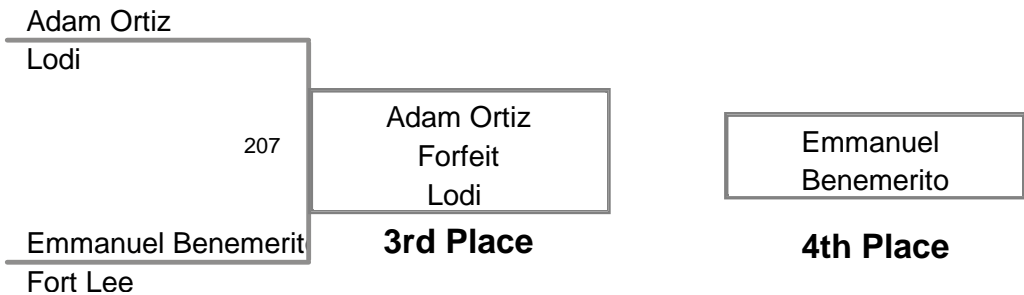 Adam Ortiz
Lodi
207
Emmanuel Benemerit
Fort Lee
Adam Ortiz
Forfeit
Lodi
3rd Place
Emmanuel
Benemerito
4th Place